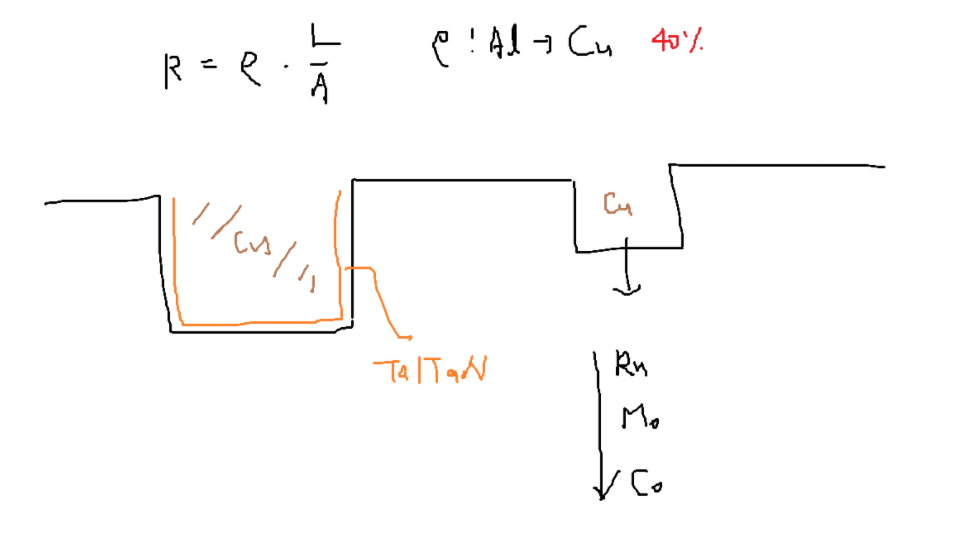 R = ρ · L/A
ρ : Al → Cu 40%
Cu
Cu
Ta/TaN
Ru
Mo
Co